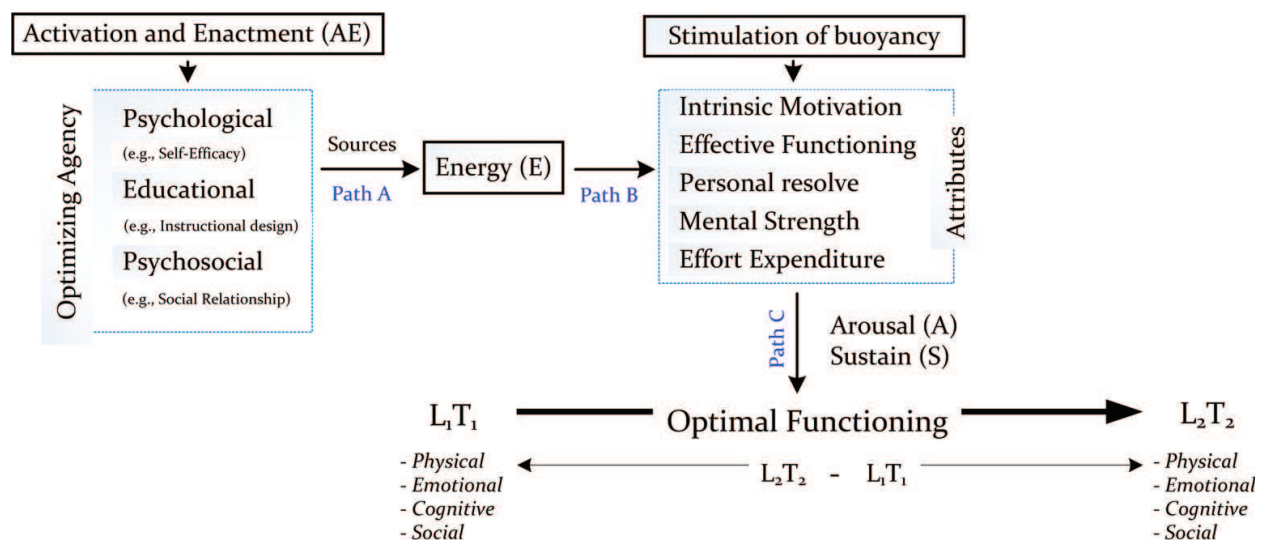 Activation and Enactment (AE)
Optimizing Agency
Psychological
(e.g., Self-Efficacy)
Educational
(e.g., Instructional design)
Psychosocial
(e.g., Social Relationship)
Sources
Path A
Energy (E)
Path B
Stimulation of buoyancy
Intrinsic Motivation
Effective Functioning
Personal resolve
Mental Strength
Effort Expenditure
Attributes
Path C
Arousal (A)
Sustain (S)
L₁T₁
Optimal Functioning
L₂T₂
- Physical
- Emotional
- Cognitive
- Social
L₂T₂ - L₁T₁
- Physical
- Emotional
- Cognitive
- Social